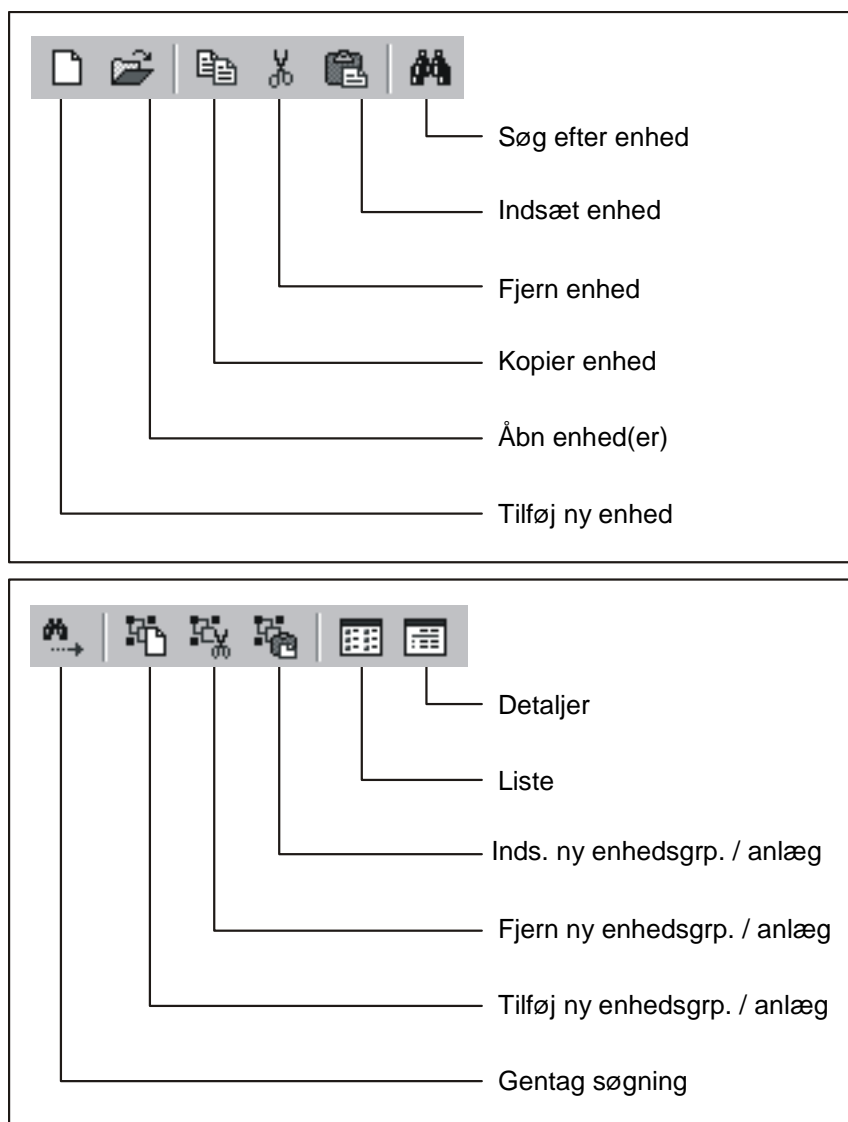 Søg efter enhed
Indsæt enhed
Fjern enhed
Kopier enhed
Åbn enhed(er)
Tilføj ny enhed
Detaljer
Liste
Inds. ny enhedsgrp. / anlæg
Fjern ny enhedsgrp. / anlæg
Tilføj ny enhedsgrp. / anlæg
Gentag søgning